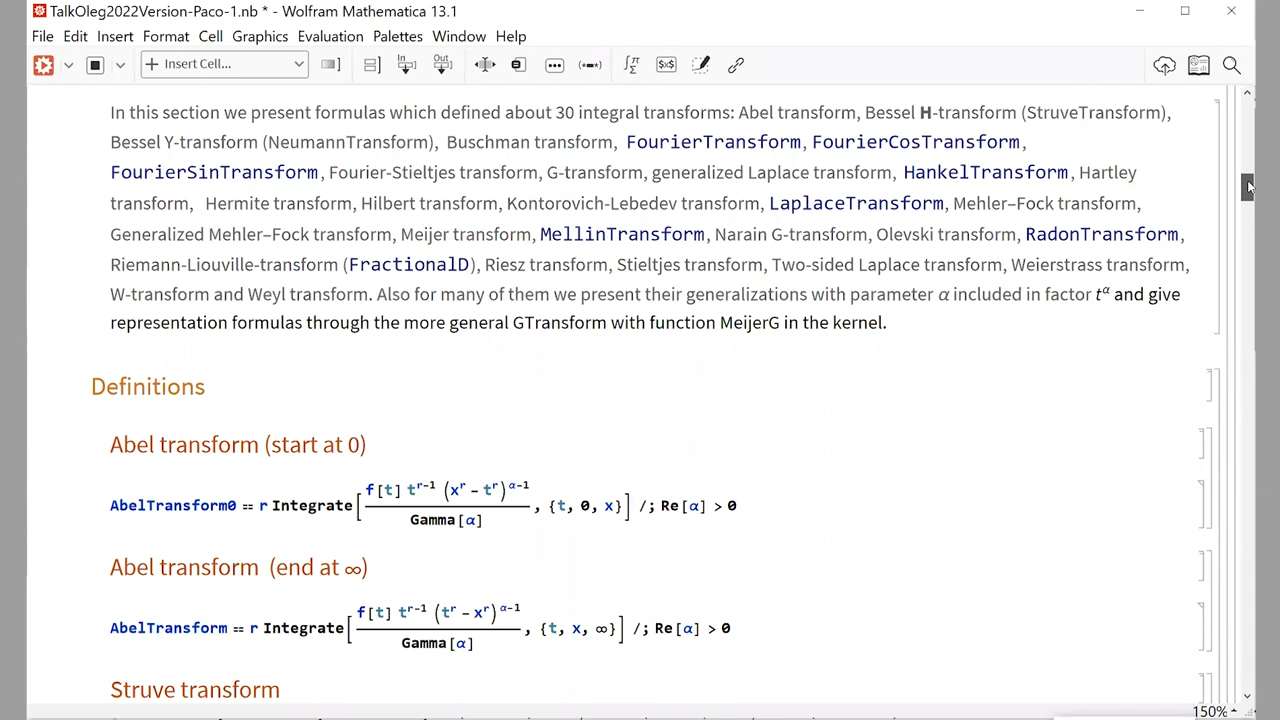 TalkOleg2022Version-Paco-1.nb * - Wolfram Mathematica 13.1
File Edit Insert Format Cell Graphics Evaluation Palettes Window Help
Insert Cell...
In this section we present formulas which defined about 30 integral transforms: Abel transform, Bessel H-transform (StruveTransform),
Bessel Y-transform (NeumannTransform), Buschman transform, FourierTransform, FourierCosTransform,
FourierSinTransform, Fourier-Stieltjes transform, G-transform, generalized Laplace transform, HankelTransform, Hartley
transform, Hermite transform, Hilbert transform, Kontorovich-Lebedev transform, LaplaceTransform, Mehler–Fock transform,
Generalized Mehler–Fock transform, Meijer transform, MellinTransform, Narain G-transform, Olevski transform, RadonTransform,
Riemann-Liouville-transform (FractionalD), Riesz transform, Stieltjes transform, Two-sided Laplace transform, Weierstrass transform,
W-transform and Weyl transform. Also for many of them we present their generalizations with parameter α included in factor t^α and give
representation formulas through the more general GTransform with function MeijerG in the kernel.
Definitions
Abel transform (start at 0)
AbelTransform0 == r Integrate[f[t] t^(r-1) (x^r - t^r)^(α-1) / Gamma[α], {t, 0, x}] /; Re[α] > 0
Abel transform (end at ∞)
AbelTransform == r Integrate[f[t] t^(r-1) (t^r - x^r)^(α-1) / Gamma[α], {t, x, ∞}] /; Re[α] > 0
Struve transform
150%